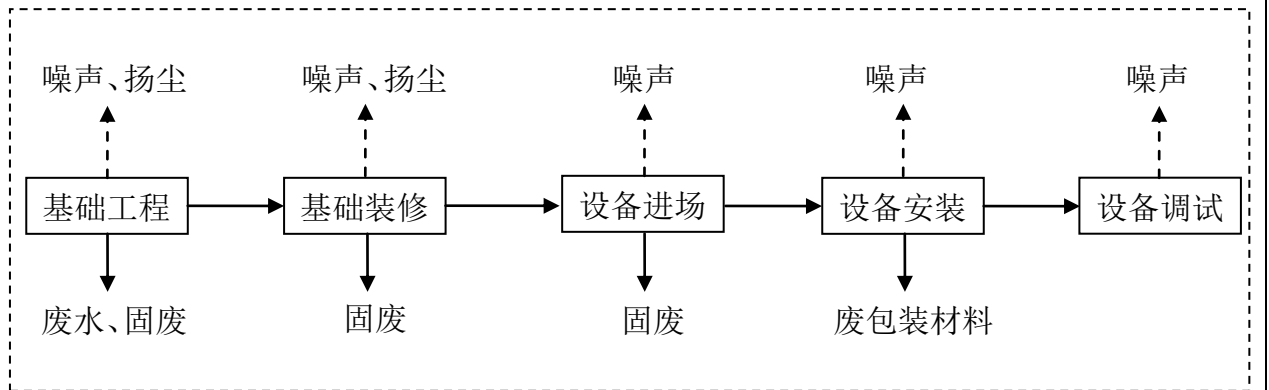 噪声、扬尘 噪声、扬尘 噪声 噪声 噪声
基础工程 基础装修 设备进场 设备安装 设备调试
废水、固废 固废 固废 废包装材料